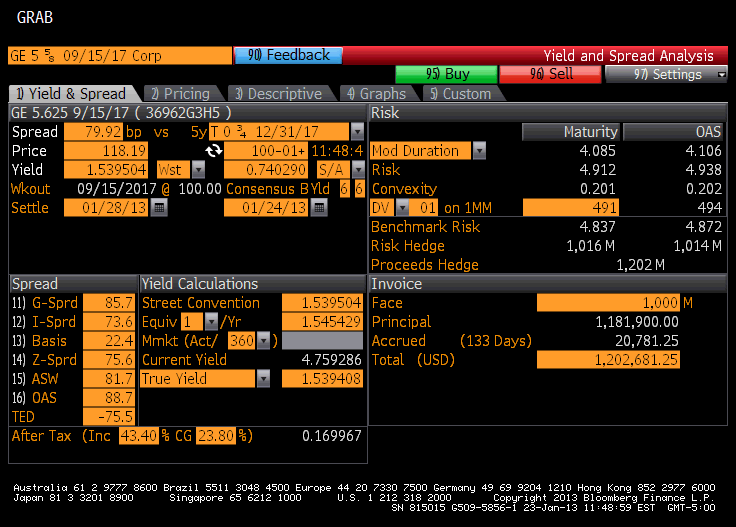 GRAB
GE 5 5/8 09/15/17 Corp 90) Feedback Yield and Spread Analysis
95) Buy 96) Sell 97) Settings
1) Yield & Spread 2) Pricing 3) Descriptive 4) Graphs 5) Custom
GE 5.625 9/15/17 ( 36962G3H5 ) Risk
Spread 79.92 bp vs 5y T 0 3/4 12/31/17 Maturity OAS
Price 118.19 100-01+ 11:48:4 Mod Duration 4.085 4.106
Yield 1.539504 Wst 0.740290 S/A Risk 4.912 4.938
Wkout 09/15/2017 @ 100.00 Consensus B Yld 6 6 Convexity 0.201 0.202
Settle 01/28/13 01/24/13 DV 01 on 1MM 491 494
Benchmark Risk 4.837 4.872
Risk Hedge 1,016 M 1,014 M
Proceeds Hedge 1,202 M
Spread Yield Calculations Invoice
11) G-Sprd 85.7 Street Convention 1.539504 Face 1,000 M
12) I-Sprd 73.6 Equiv 1 /Yr 1.545429 Principal 1,181,900.00
13) Basis 22.4 Mmkt (Act/ 360 ) Accrued (133 Days) 20,781.25
14) Z-Sprd 75.6 Current Yield 4.759286 Total (USD) 1,202,681.25
15) ASW 81.7 True Yield 1.539408
16) OAS 88.7
TED -75.5
After Tax (Inc 43.40 % CG 23.80 %) 0.169967
Australia 61 2 9777 8600 Brazil 5511 3048 4500 Europe 44 20 7330 7500 Germany 49 69 9204 1210 Hong Kong 852 2977 6000
Japan 81 3 3201 8900 Singapore 65 6212 1000 U.S. 1 212 318 2000 Copyright 2013 Bloomberg Finance L.P.
SN 815015 G509-5856-1 23-Jan-13 11:48:59 EST GMT-5:00